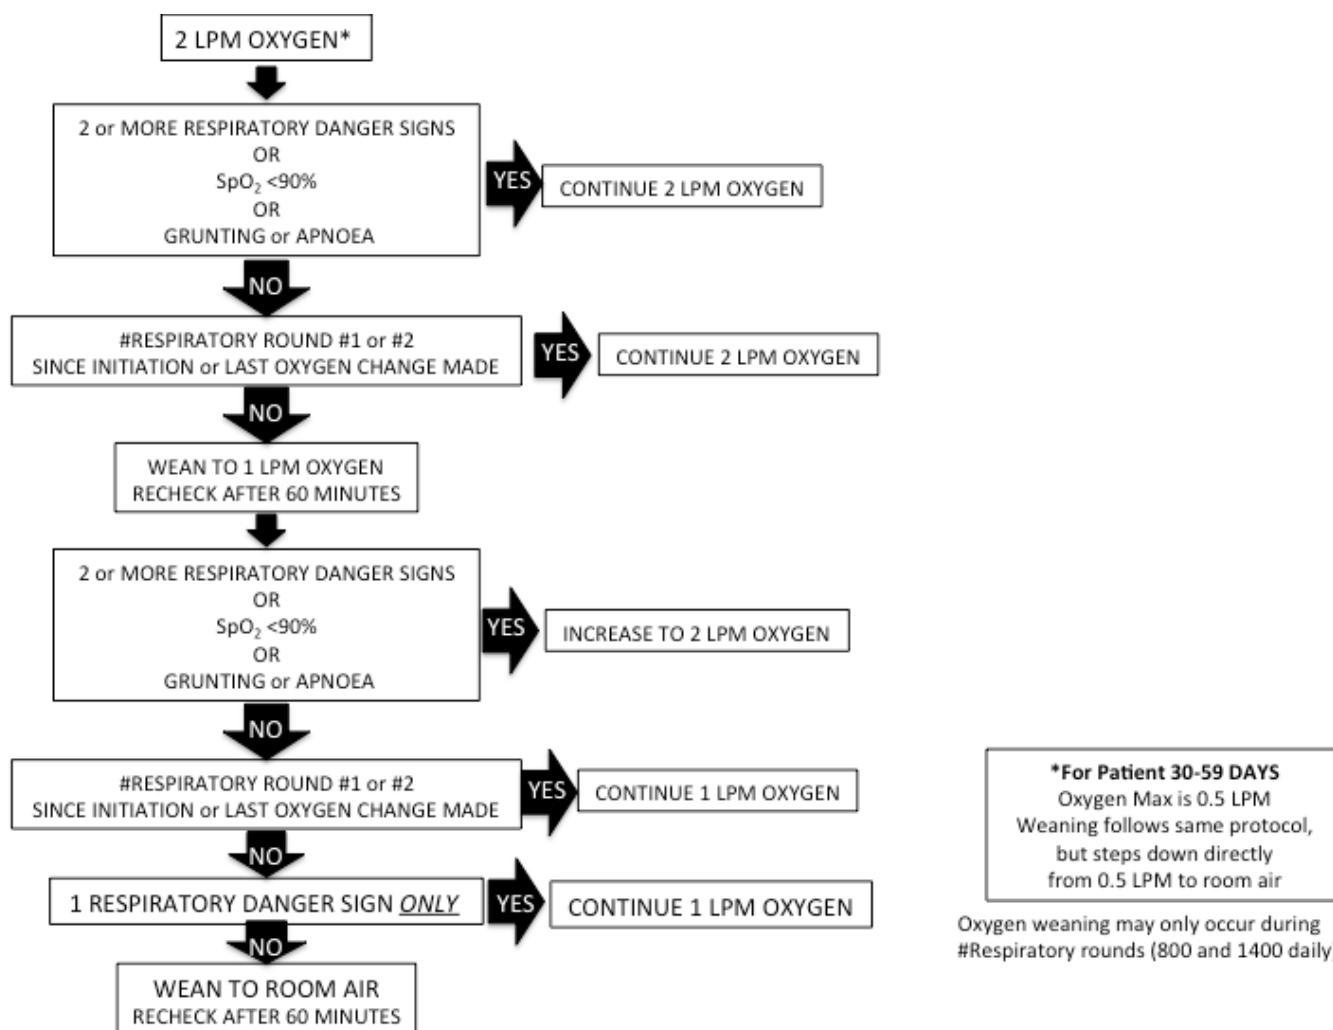 2 LPM OXYGEN*
2 or MORE RESPIRATORY DANGER SIGNS
OR
SpO₂ <90%
OR
GRUNTING or APNOEA
YES
CONTINUE 2 LPM OXYGEN
NO
#RESPIRATORY ROUND #1 or #2
SINCE INITIATION or LAST OXYGEN CHANGE MADE
YES
CONTINUE 2 LPM OXYGEN
NO
WEAN TO 1 LPM OXYGEN
RECHECK AFTER 60 MINUTES
2 or MORE RESPIRATORY DANGER SIGNS
OR
SpO₂ <90%
OR
GRUNTING or APNOEA
YES
INCREASE TO 2 LPM OXYGEN
NO
#RESPIRATORY ROUND #1 or #2
SINCE INITIATION or LAST OXYGEN CHANGE MADE
YES
CONTINUE 1 LPM OXYGEN
NO
1 RESPIRATORY DANGER SIGN ONLY
YES
CONTINUE 1 LPM OXYGEN
NO
WEAN TO ROOM AIR
RECHECK AFTER 60 MINUTES
*For Patient 30-59 DAYS
Oxygen Max is 0.5 LPM
Weaning follows same protocol,
but steps down directly
from 0.5 LPM to room air
Oxygen weaning may only occur during
#Respiratory rounds (800 and 1400 daily)